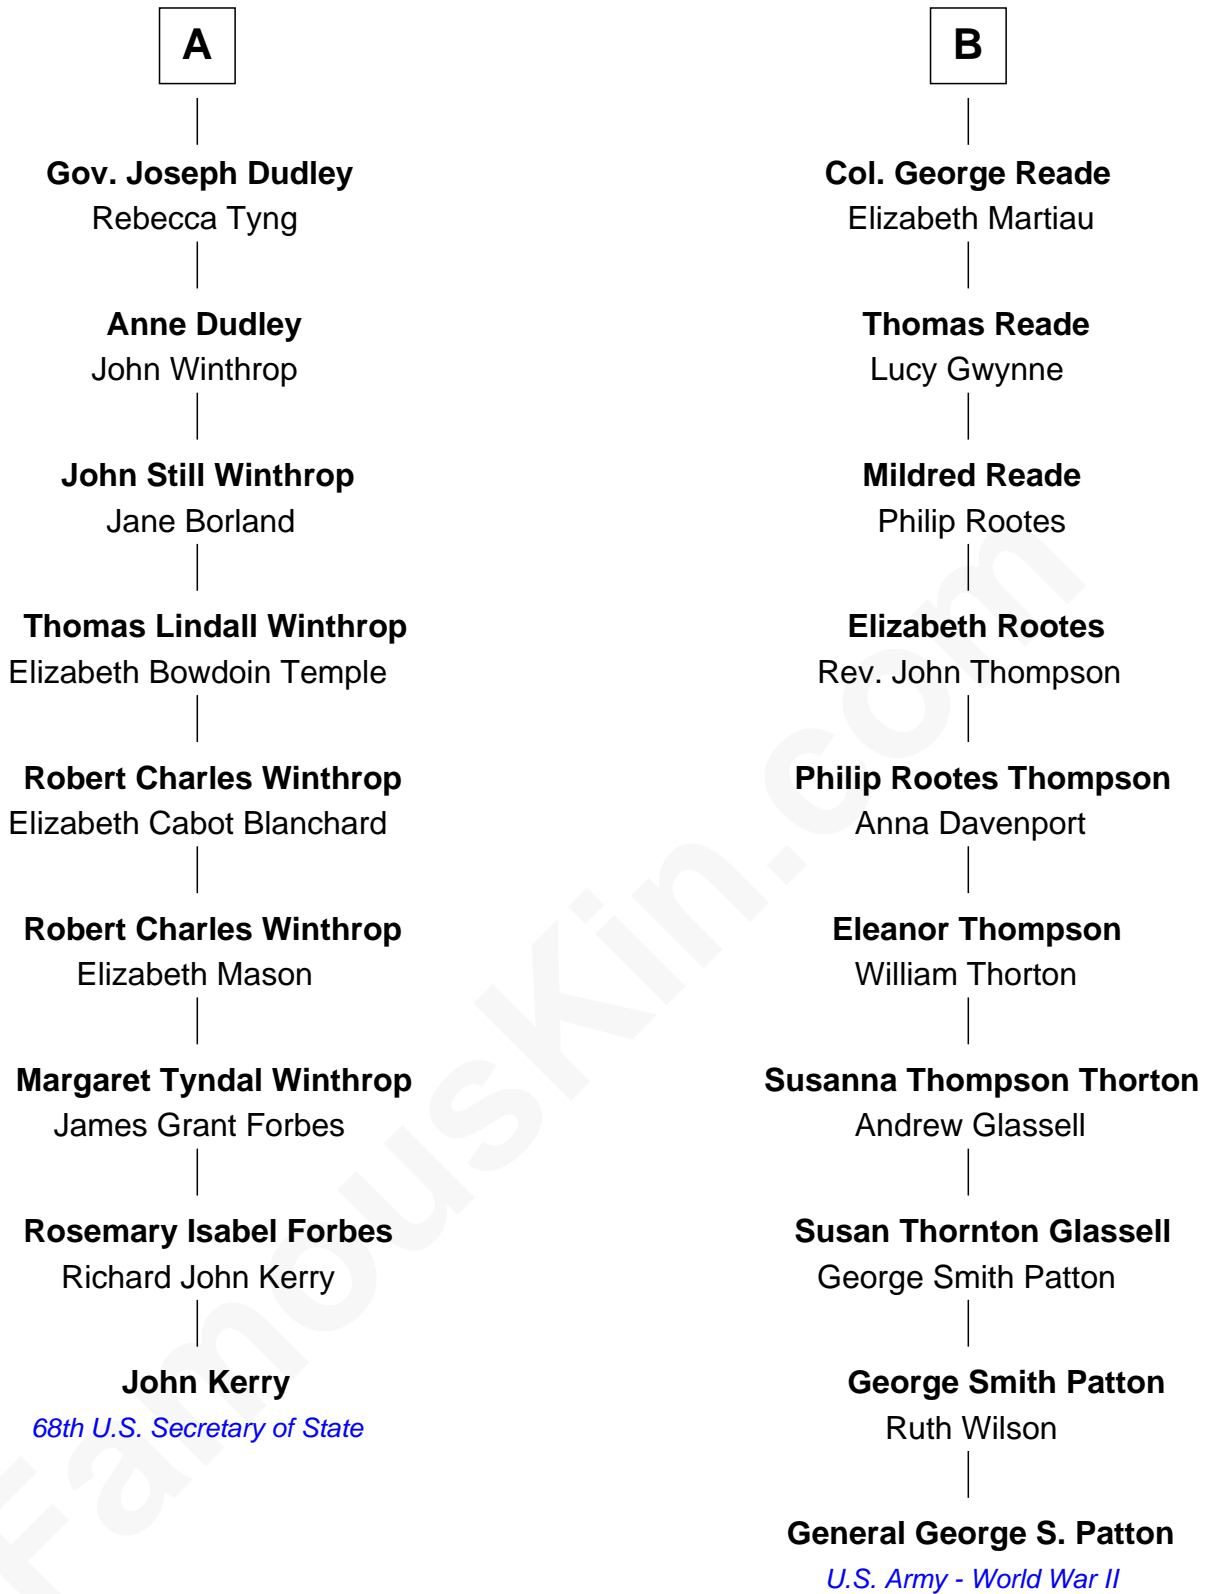 A
Gov. Joseph Dudley
Rebecca Tyng
Anne Dudley
John Winthrop
John Still Winthrop
Jane Borland
Thomas Lindall Winthrop
Elizabeth Bowdoin Temple
Robert Charles Winthrop
Elizabeth Cabot Blanchard
Robert Charles Winthrop
Elizabeth Mason
Margaret Tyndal Winthrop
James Grant Forbes
Rosemary Isabel Forbes
Richard John Kerry
John Kerry
68th U.S. Secretary of State
B
Col. George Reade
Elizabeth Martiau
Thomas Reade
Lucy Gwynne
Mildred Reade
Philip Rootes
Elizabeth Rootes
Rev. John Thompson
Philip Rootes Thompson
Anna Davenport
Eleanor Thompson
William Thorton
Susanna Thompson Thorton
Andrew Glassell
Susan Thornton Glassell
George Smith Patton
George Smith Patton
Ruth Wilson
General George S. Patton
U.S. Army - World War II
FamousKin.com